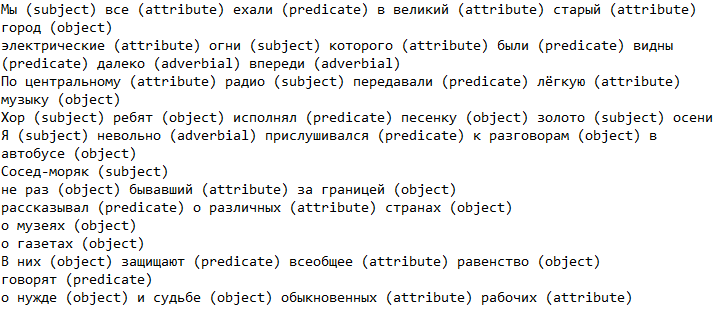 Мы (subject) все (attribute) ехали (predicate) в великий (attribute) старый (attribute)
город (object)
электрические (attribute) огни (subject) которого (attribute) были (predicate) видны
(predicate) далеко (adverbial) впереди (adverbial)
По центральному (attribute) радио (subject) передавали (predicate) лёгкую (attribute)
музыку (object)
Хор (subject) ребят (object) исполнял (predicate) песенку (object) золото (subject) осени
Я (subject) невольно (adverbial) прислушивался (predicate) к разговорам (object) в
автобусе (object)
Сосед-моряк (subject)
не раз (object) бывавший (attribute) за границей (object)
рассказывал (predicate) о различных (attribute) странах (object)
о музеях (object)
о газетах (object)
В них (object) защищают (predicate) всеобщее (attribute) равенство (object)
говорят (predicate)
о нужде (object) и судьбе (object) обыкновенных (attribute) рабочих (attribute)